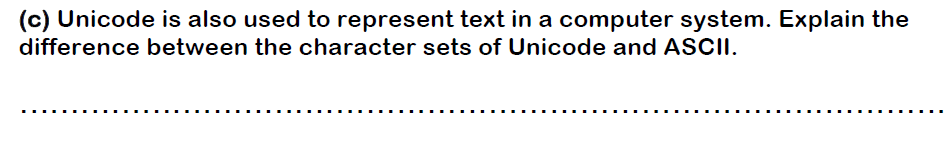 (c) Unicode is also used to represent text in a computer system. Explain the
difference between the character sets of Unicode and ASCII.
..........................................................................................